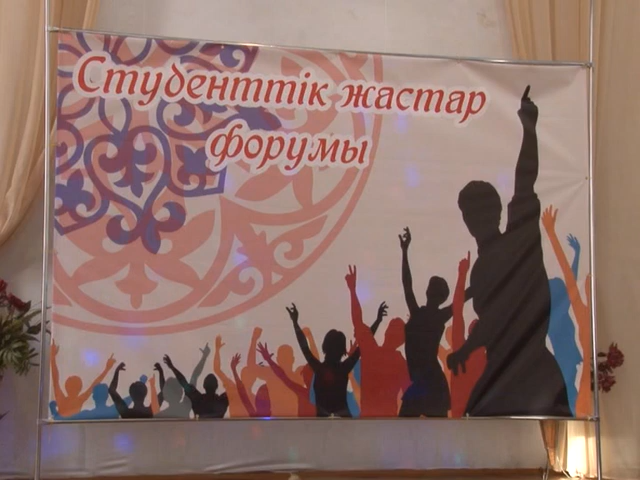 Студенттік жастар
форумы